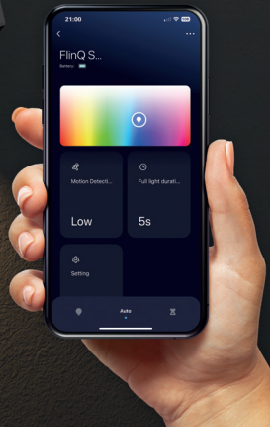 21:00
FlinQ S...
Battery:
Motion Detecti...
Full light durati...
Low
5s
Setting
Auto